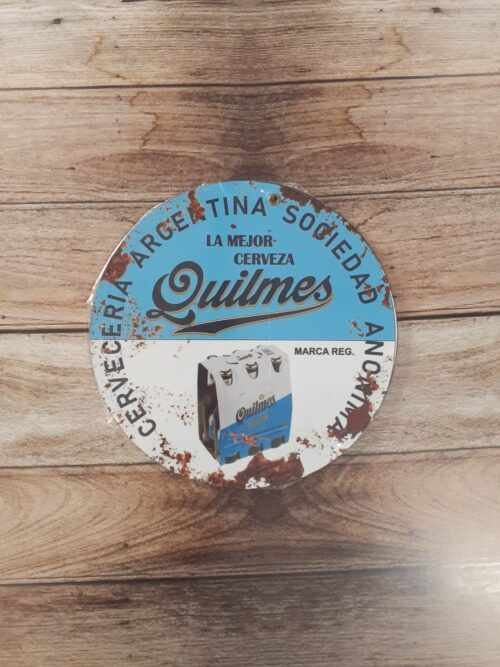 CERVECERIA ARGENTINA SOCIEDAD ANONIMA
LA MEJOR-
CERVEZA
Quilmes
MARCA REG.
Quilmes